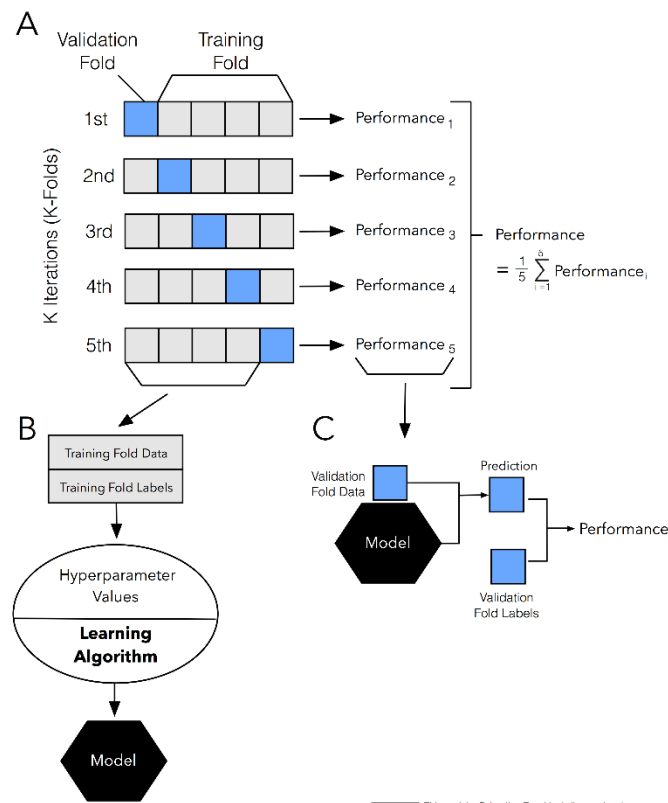 A
Validation
Fold
Training
Fold
K Iterations (K-Folds)
1st
Performance 1
2nd
Performance 2
3rd
Performance 3
4th
Performance 4
5th
Performance 5
Performance
= 1/5 5∑i=1 Performance i
B
Training Fold Data
Training Fold Labels
Hyperparameter
Values
Learning
Algorithm
Model
C
Validation
Fold Data
Model
Prediction
Validation
Fold Labels
Performance